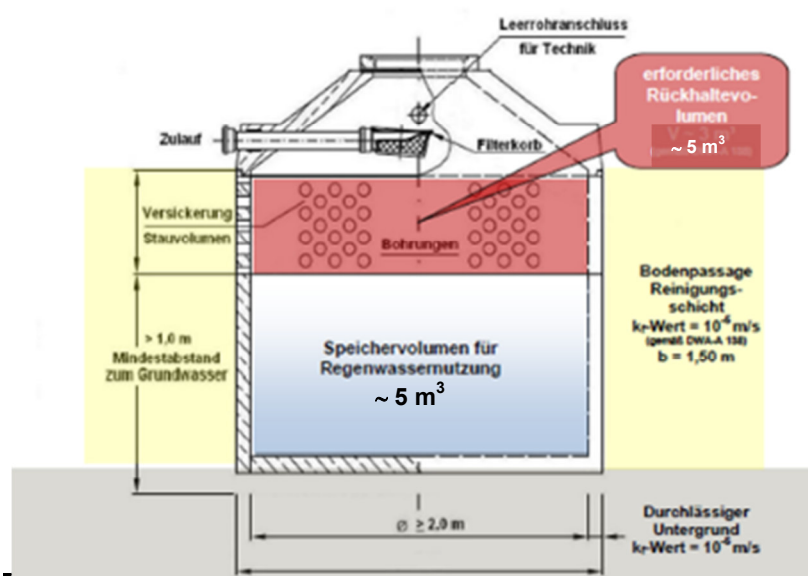 Leerrohranschluss
für Technik
erforderliches
Rückhaltevo-
lumen
~ 5 m³
Zulauf
Filterkorb
Versickerung
Stauvolumen
Bohrungen
> 1,0 m
Mindestabstand
zum Grundwasser
Speichervolumen für
Regenwassernutzung
~ 5 m³
Bodenpassage
Reinigungs-
schicht
kf-Wert = 10⁻⁶ m/s
(gemäß DWA-A 138)
b = 1,50 m
Ø ≥ 2,0 m
Durchlässiger
Untergrund
kf-Wert = 10⁻⁶ m/s